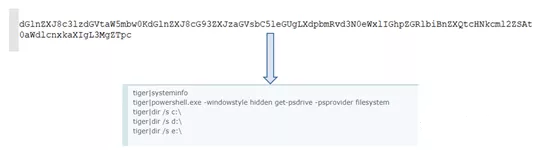 dGlnZXJ8c3lzdGVtaW5mbw0KdGlnZXJ8cG93ZXJzaGVsbC5leGUgLXdpbmRvd3N0eWxlIGhpZGRlbiBnZXQtcHNkcml2ZSAt
0aWdlcnxkaXIgL3MgZTpc
tiger|systeminfo
tiger|powershell.exe -windowstyle hidden get-psdrive -psprovider filesystem
tiger|dir /s c:\
tiger|dir /s d:\
tiger|dir /s e:\